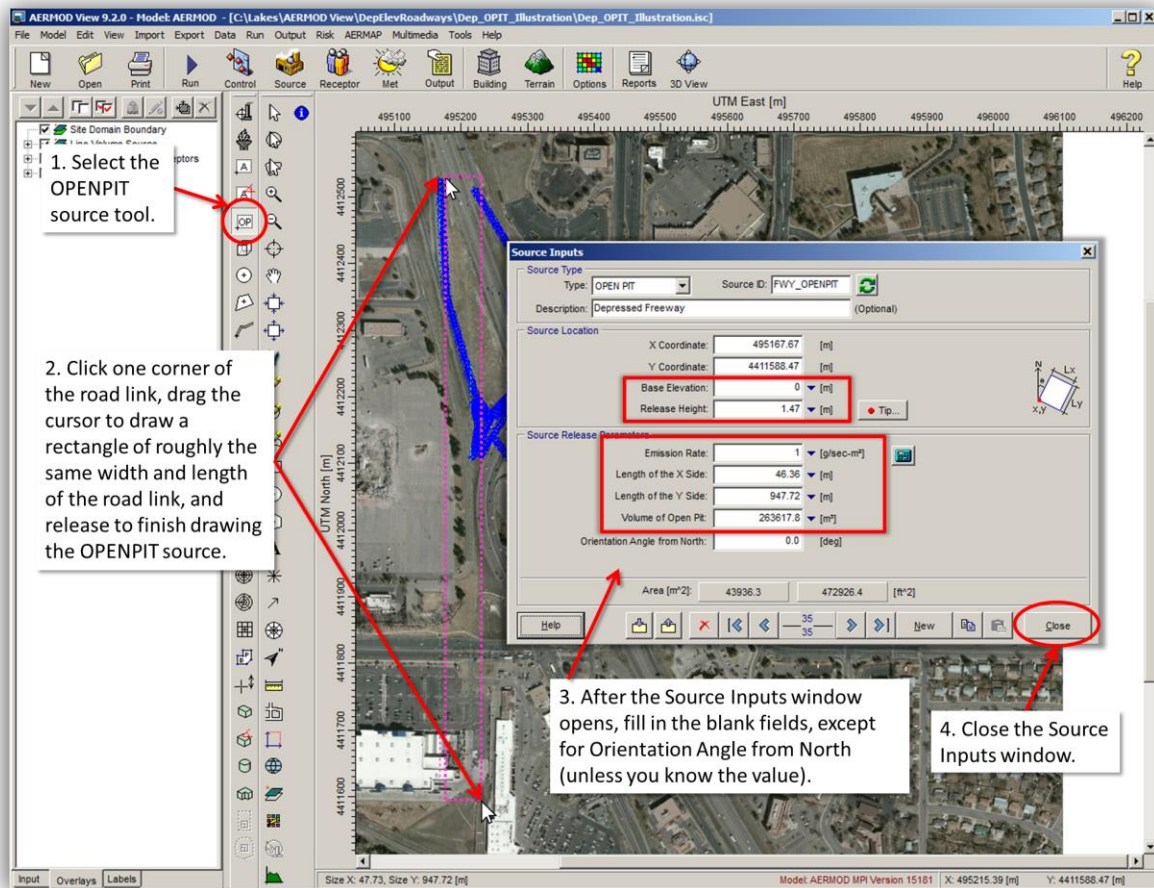 AERMOD View 9.2.0 - Model: AERMOD - [C:\Lakes\AERMOD View\DepElevRoadways\Dep_OPIT_Illustration\Dep_OPIT_Illustration.isc]
File Model Edit View Import Export Data Run Output Risk AERMAP Multimedia Tools Help
New Open Print Run Control Source Receptor Met Output Building Terrain Options Reports 3D View Help
UTM East [m]
495100 495200 495300 495400 495500 495600 495700 495800 495900 496000 496100 496200
Site Domain Boundary
Line Volume Source
eptors
1. Select the
OPENPIT
source tool.
A
A
OP
2. Click one corner of
the road link, drag the
cursor to draw a
rectangle of roughly the
same width and length
of the road link, and
release to finish drawing
the OPENPIT source.
UTM North [m]
4412500
4412400
4412300
4412200
4412100
4412000
4411900
4411800
4411700
4411600
Source Inputs
Source Type
Type: OPEN PIT Source ID: FWY_OPENPIT
Description: Depressed Freeway (Optional)
Source Location
X Coordinate: 495167.67 [m]
Y Coordinate: 4411588.47 [m]
Base Elevation: 0 [m]
Release Height: 1.47 [m] Tip...
N
Lx
Ly
x,y
Source Release Parameters
Emission Rate: 1 [g/sec-m²]
Length of the X Side: 46.36 [m]
Length of the Y Side: 947.72 [m]
Volume of Open Pit: 263617.8 [m³]
Orientation Angle from North: 0.0 [deg]
Area [m^2]: 43936.3 472926.4 [ft^2]
Help 35 35 New Close
3. After the Source Inputs window
opens, fill in the blank fields, except
for Orientation Angle from North
(unless you know the value).
4. Close the Source
Inputs window.
Input Overlays Labels
Size X: 47.73, Size Y: 947.72 [m] Model: AERMOD MPI Version 15181 X: 495215.39 [m] Y: 4411588.47 [m]